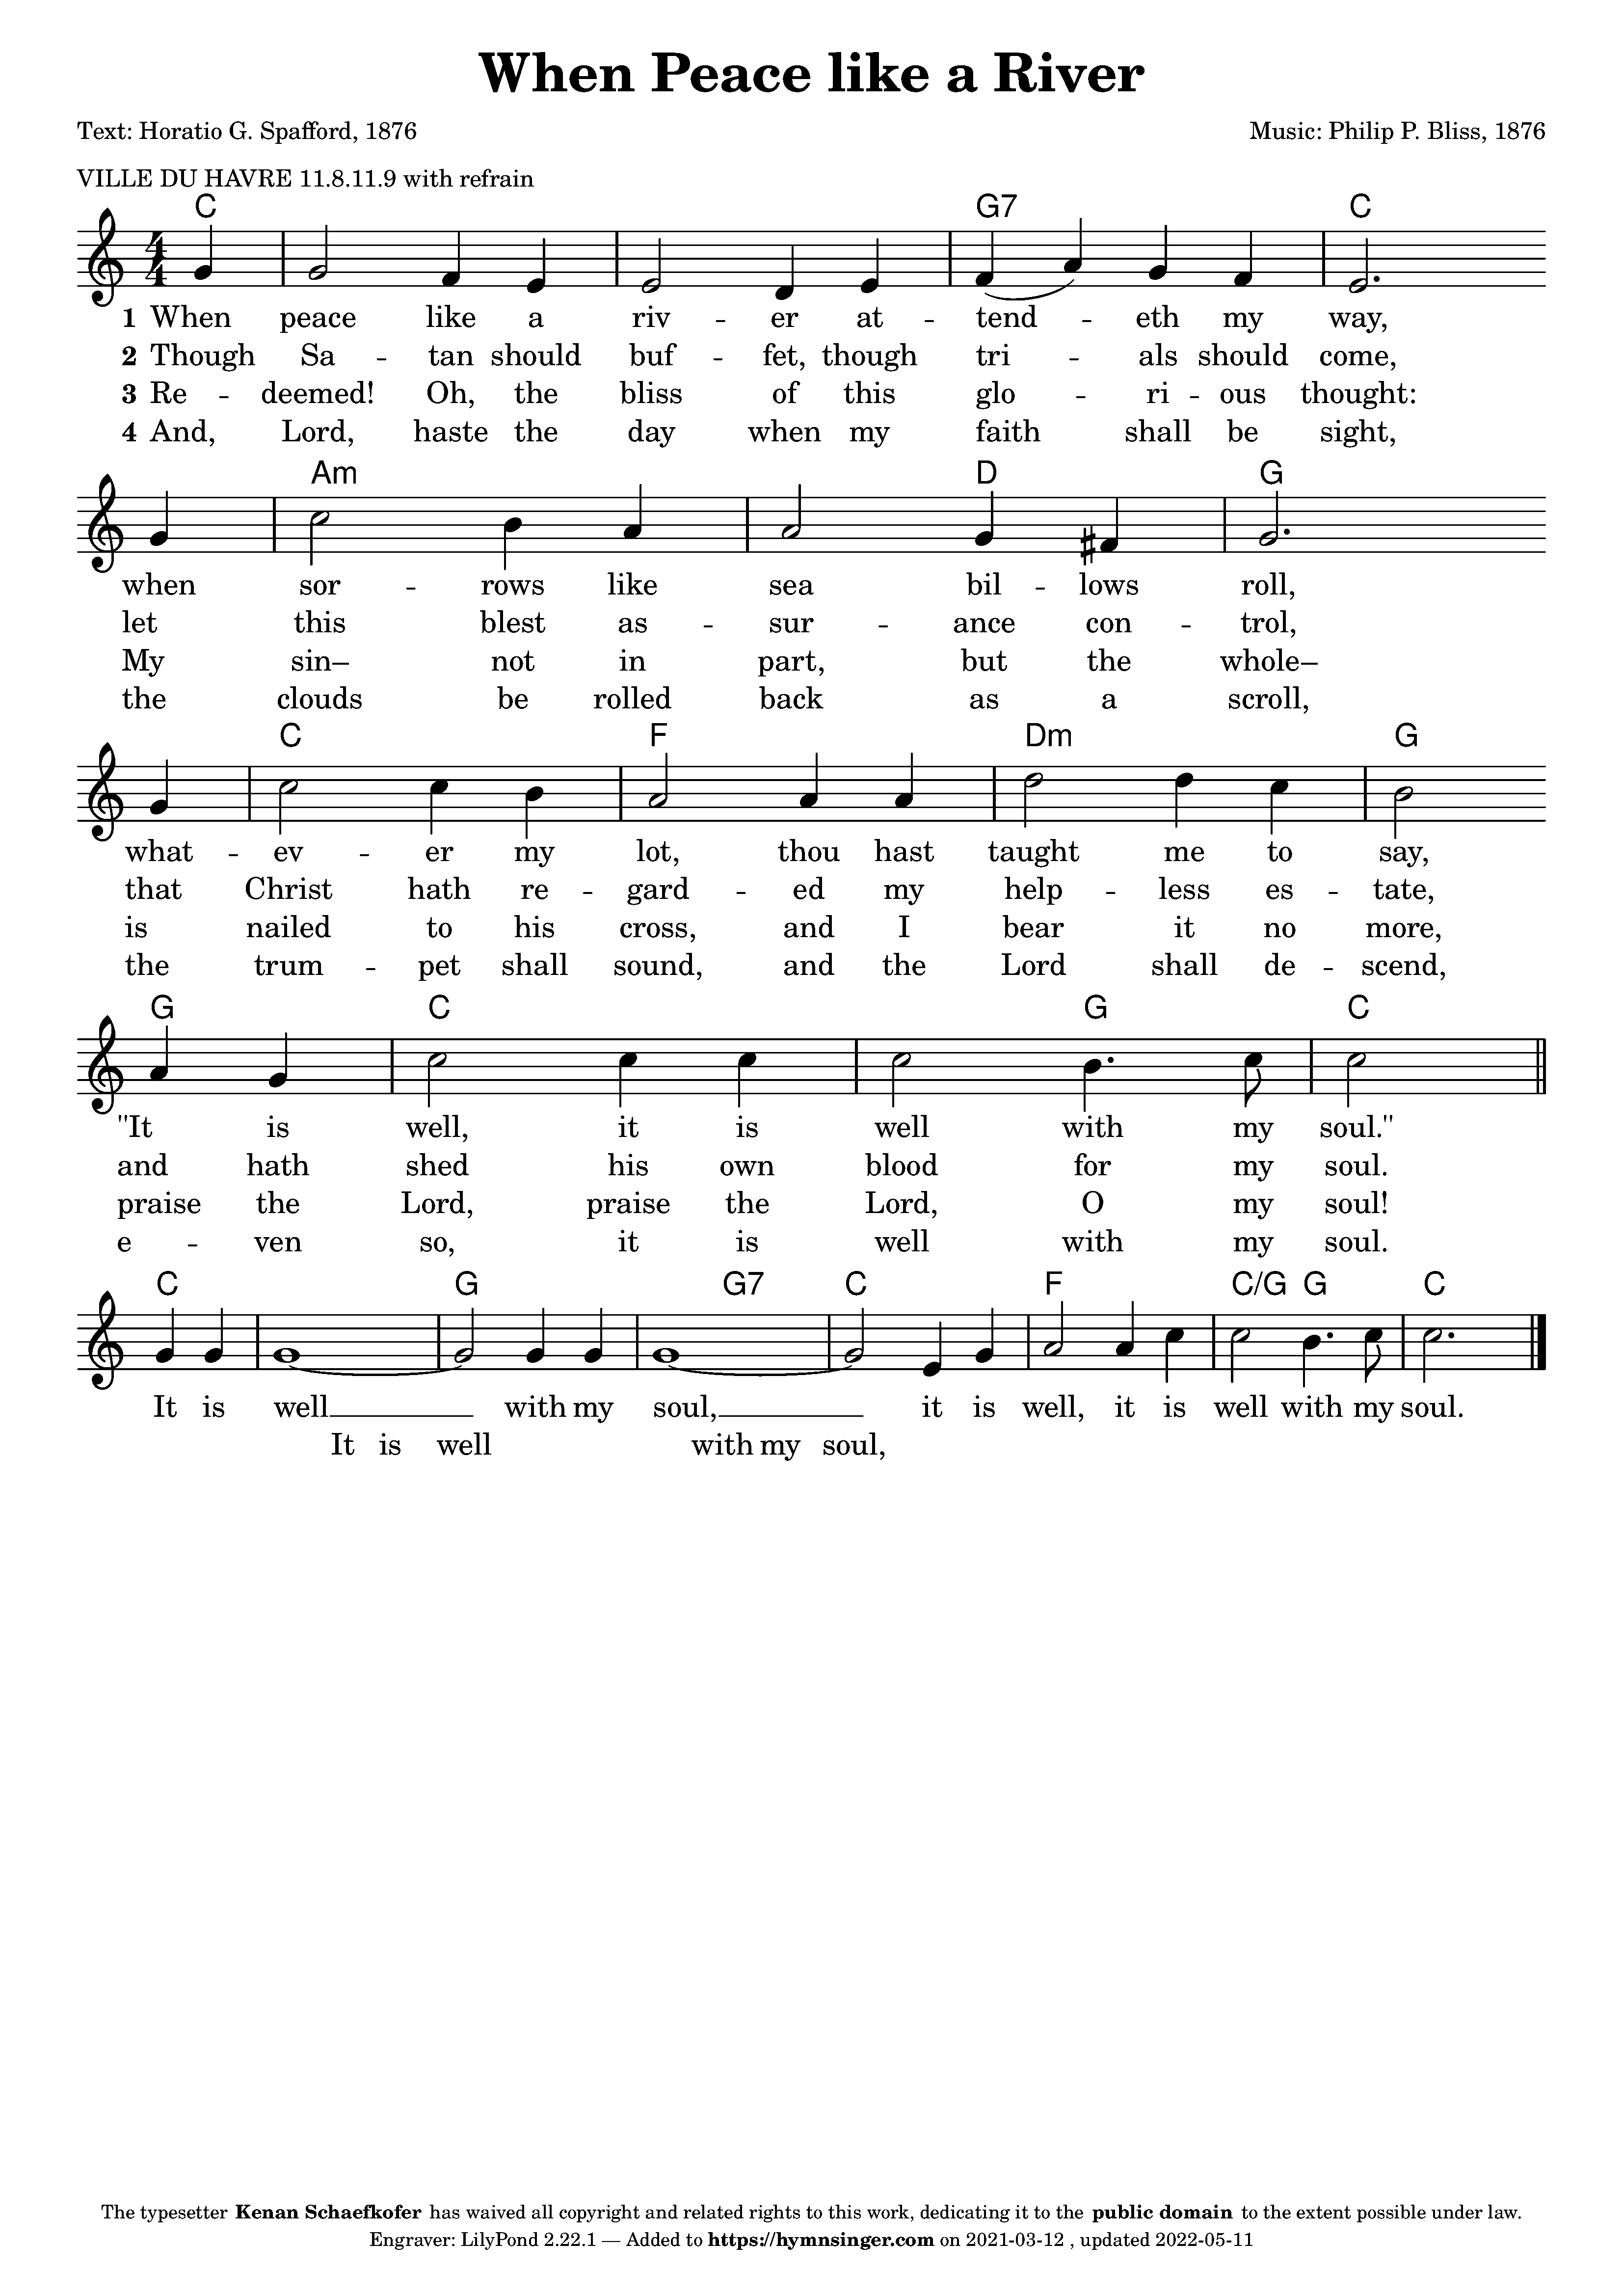 When Peace like a River
Text: Horatio G. Spafford, 1876 Music: Philip P. Bliss, 1876
VILLE DU HAVRE 11.8.11.9 with refrain
C G7 C
4
4
1 When peace like a riv -- er at -- tend -- eth my way,
2 Though Sa -- tan should buf -- fet, though tri -- als should come,
3 Re -- deemed! Oh, the bliss of this glo -- ri -- ous thought:
4 And, Lord, haste the day when my faith shall be sight,
Am D G
when sor -- rows like sea bil -- lows roll,
let this blest as -- sur -- ance con -- trol,
My sin– not in part, but the whole–
the clouds be rolled back as a scroll,
C F Dm G
what -- ev -- er my lot, thou hast taught me to say,
that Christ hath re -- gard -- ed my help -- less es -- tate,
is nailed to his cross, and I bear it no more,
the trum -- pet shall sound, and the Lord shall de -- scend,
G C G C
"It is well, it is well with my soul."
and hath shed his own blood for my soul.
praise the Lord, praise the Lord, O my soul!
e -- ven so, it is well with my soul.
C G G7 C F C/G G C
It is well __ with my soul, __ it is well, it is well with my soul.
It is well with my soul,
The typesetter Kenan Schaefkofer has waived all copyright and related rights to this work, dedicating it to the public domain to the extent possible under law.
Engraver: LilyPond 2.22.1 — Added to https://hymnsinger.com on 2021-03-12 , updated 2022-05-11